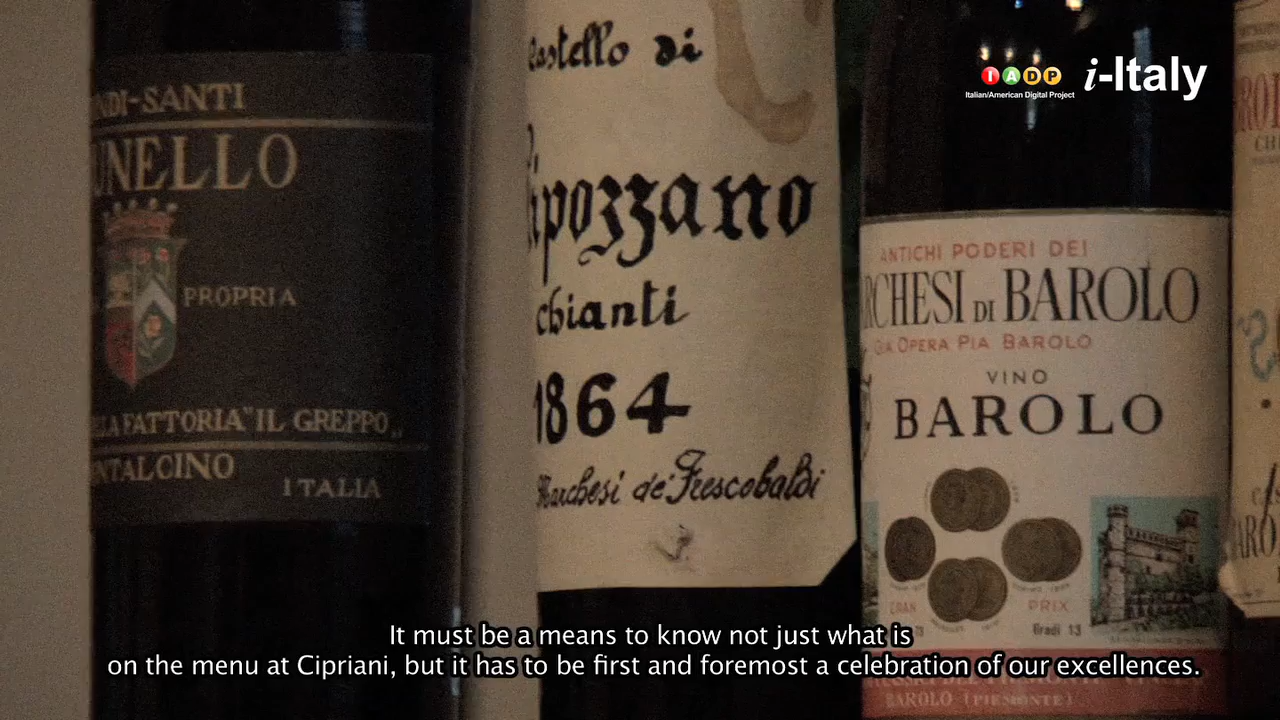 NDI-SANTI
UNELLO
PROPRIA
LA FATTORIA "IL GREPPO"
NTALCINO
ITALIA
Castello di
ipozzano
chianti
1864
Marchesi de' Frescobaldi
ANTICHI PODERI DEI
RCHESI DI BAROLO
GIA OPERA PIA BAROLO
VINO
BAROLO
GRAN PRIX
Gradi 13
BAROLO (PIEMONTE)
IADP
Italian/American Digital Project
i-Italy
It must be a means to know not just what is
on the menu at Cipriani, but it has to be first and foremost a celebration of our excellences.